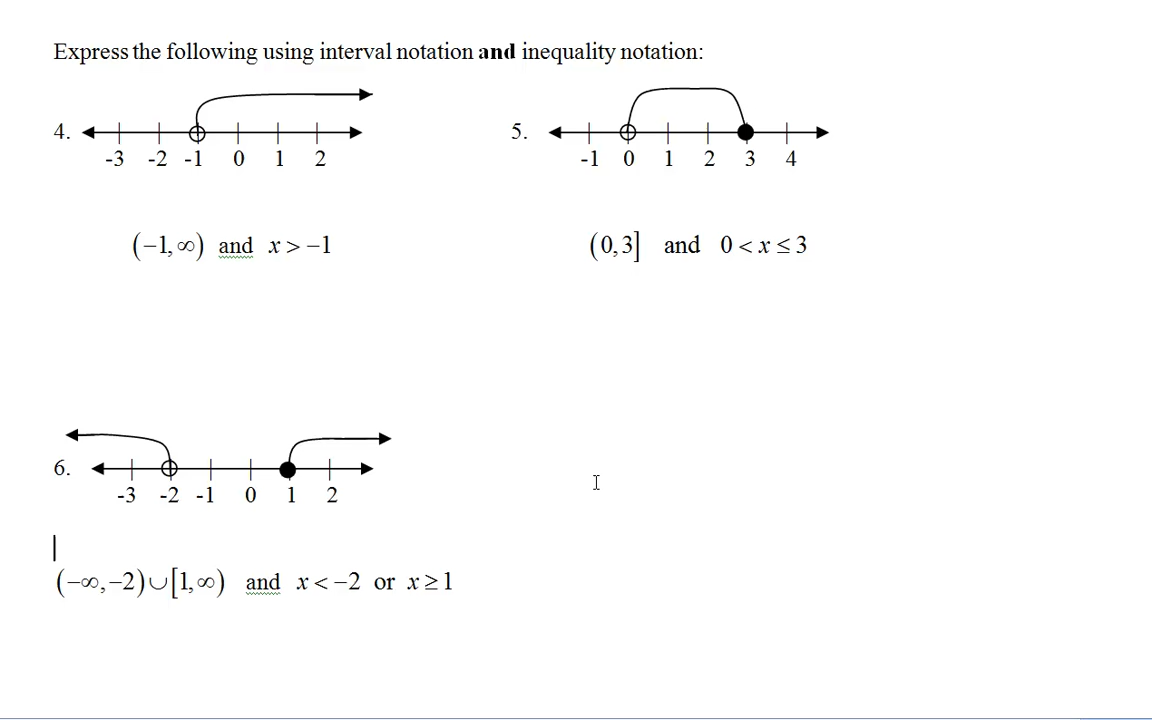 Express the following using interval notation and inequality notation:
4.
-3 -2 -1 0 1 2
5.
-1 0 1 2 3 4
(−1, ∞) and x > −1
(0,3] and 0 < x ≤ 3
6.
-3 -2 -1 0 1 2
(−∞, −2)∪[1, ∞) and x < −2 or x ≥ 1